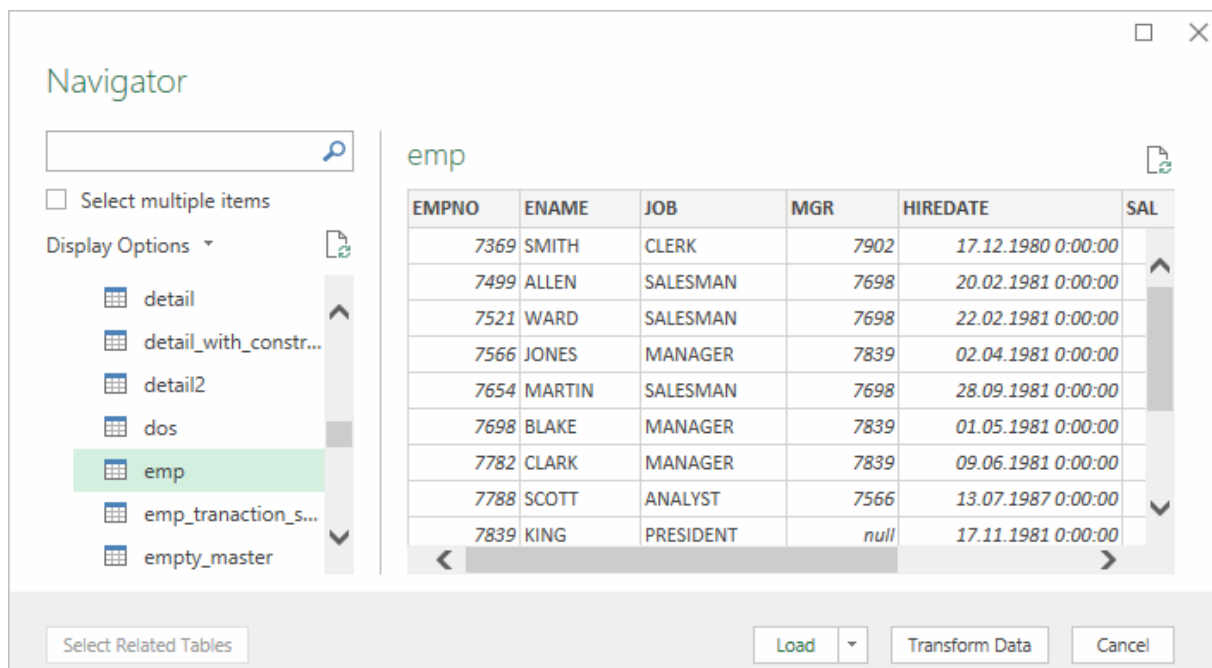 Navigator
Select multiple items
Display Options
detail
detail_with_constr...
detail2
dos
emp
emp_tranaction_s...
empty_master
emp
EMPNO ENAME JOB MGR HIREDATE SAL
7369 SMITH CLERK 7902 17.12.1980 0:00:00
7499 ALLEN SALESMAN 7698 20.02.1981 0:00:00
7521 WARD SALESMAN 7698 22.02.1981 0:00:00
7566 JONES MANAGER 7839 02.04.1981 0:00:00
7654 MARTIN SALESMAN 7698 28.09.1981 0:00:00
7698 BLAKE MANAGER 7839 01.05.1981 0:00:00
7782 CLARK MANAGER 7839 09.06.1981 0:00:00
7788 SCOTT ANALYST 7566 13.07.1987 0:00:00
7839 KING PRESIDENT null 17.11.1981 0:00:00
Select Related Tables
Load
Transform Data
Cancel